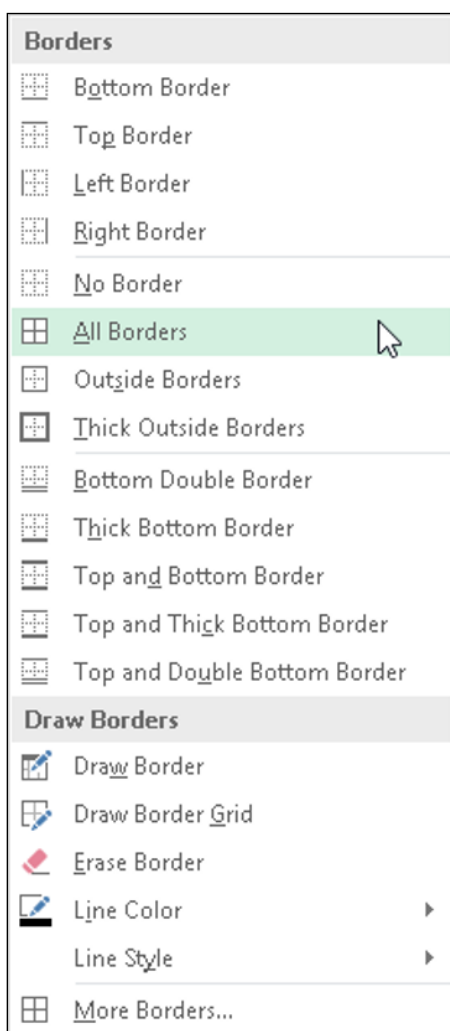 Borders
Bottom Border
Top Border
Left Border
Right Border
No Border
All Borders
Outside Borders
Thick Outside Borders
Bottom Double Border
Thick Bottom Border
Top and Bottom Border
Top and Thick Bottom Border
Top and Double Bottom Border
Draw Borders
Draw Border
Draw Border Grid
Erase Border
Line Color
Line Style
More Borders...